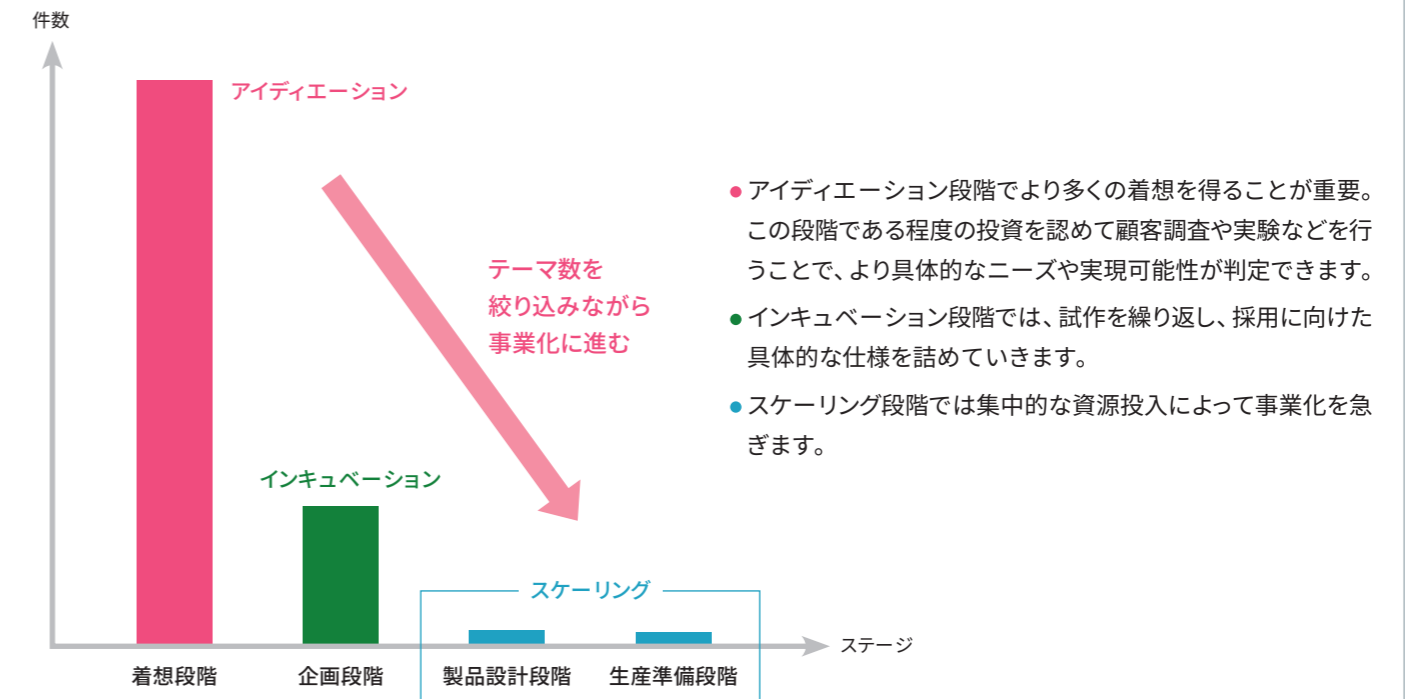 件数
アイディエーション
テーマ数を
絞り込みながら
事業化に進む
インキュベーション
スケーリング
ステージ
着想段階
企画段階
製品設計段階
生産準備段階
●アイディエーション段階でより多くの着想を得ることが重要。
この段階である程度の投資を認めて顧客調査や実験などを行
うことで、より具体的なニーズや実現可能性が判定できます。
●インキュベーション段階では、試作を繰り返し、採用に向けた
具体的な仕様を詰めていきます。
●スケーリング段階では集中的な資源投入によって事業化を急
ぎます。